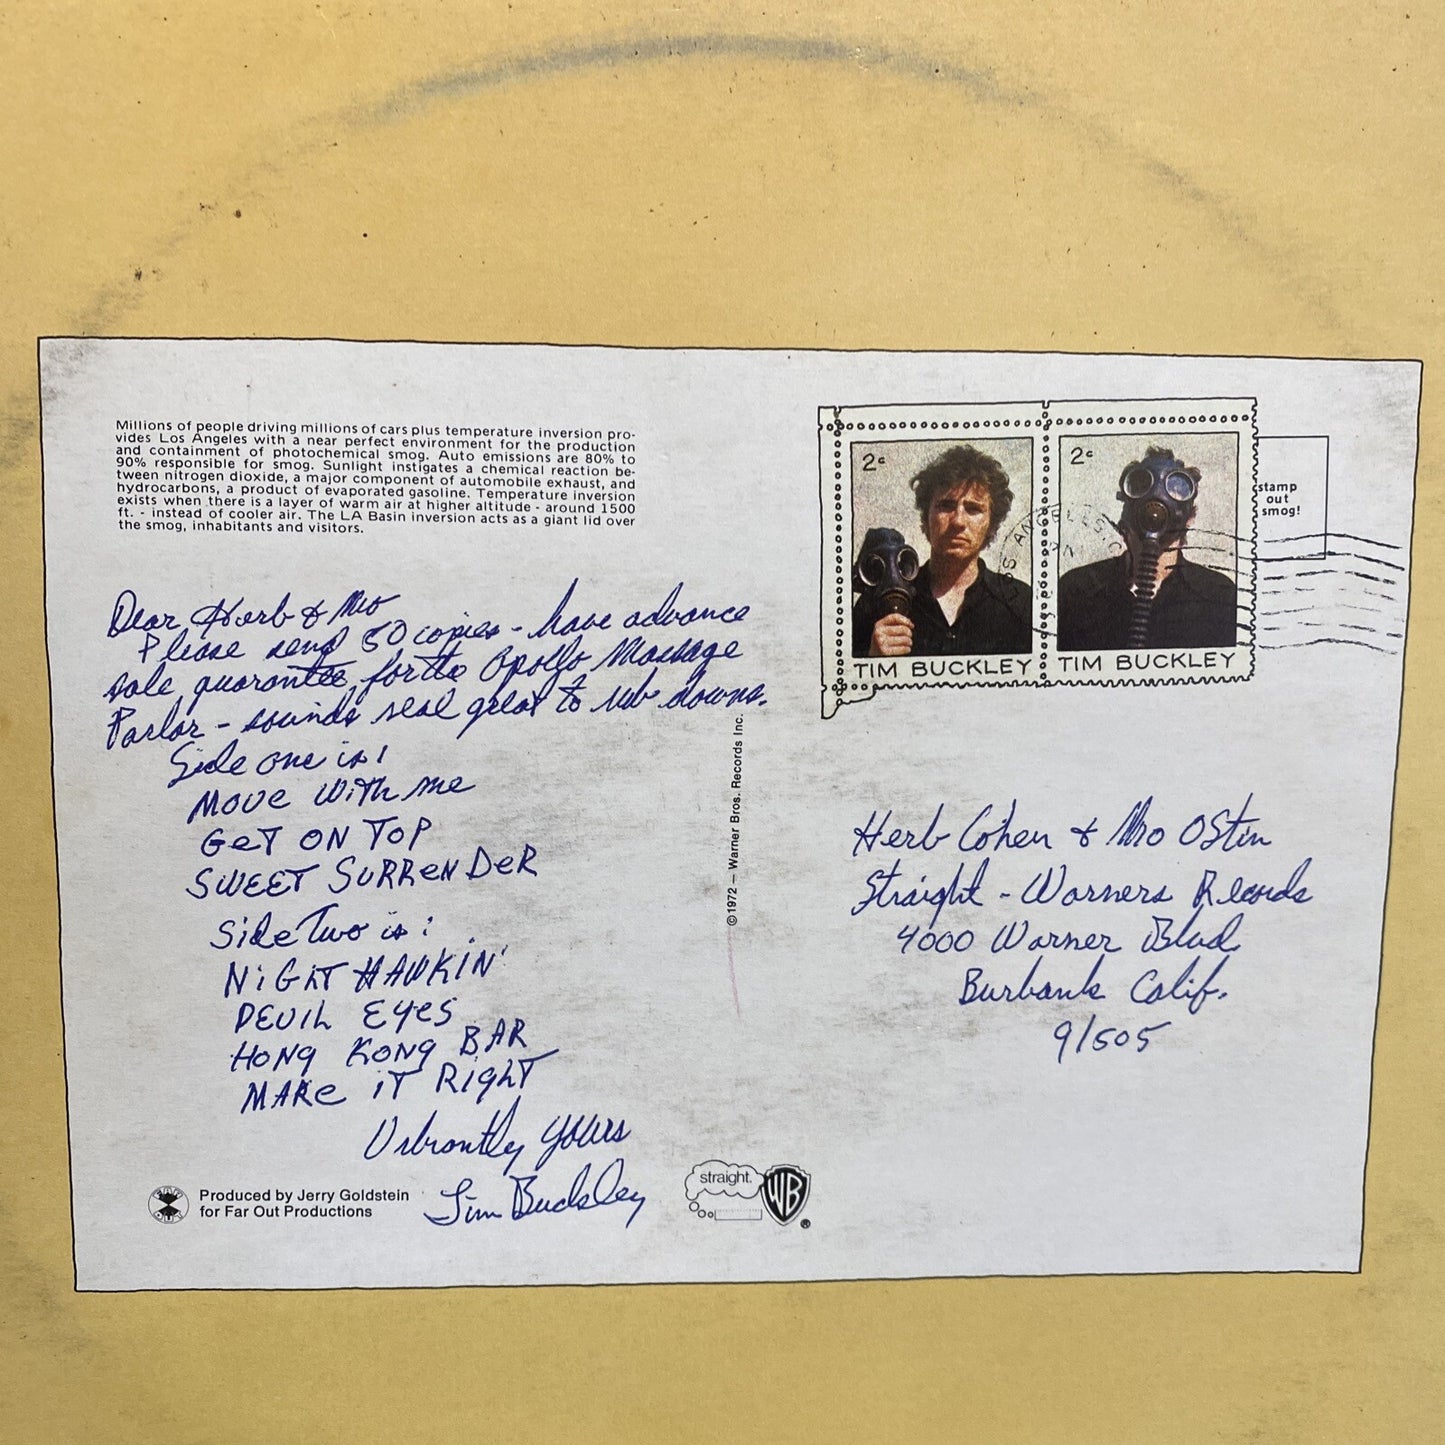 Millions of people driving millions of cars plus temperature inversion pro-
vides Los Angeles with a near perfect environment for the production
and containment of photochemical smog. Auto emissions are 80% to
90% responsible for smog. Sunlight instigates a chemical reaction be-
tween nitrogen dioxide, a major component of automobile exhaust, and
hydrocarbons, a product of evaporated gasoline. Temperature inversion
exists when there is a layer of warm air at higher altitude - around 1500
ft. - instead of cooler air. The LA Basin inversion acts as a giant lid over
the smog, inhabitants and visitors.
Dear Herb & Mo
Please send 50 copies - have advance
sale guarantee for the Apollo Massage
Parlor - sounds real great to rub downs.
Side one is:
MOVE WITH me
GeT ON TOP
SWEET SURReNDeR
Side Two is:
NiGHT HAWKiN'
DEViL EYeS
HONg KONg BAR
MAKe iT RigHT
Vibrantly Yours
Tim Buckley
Produced by Jerry Goldstein
for Far Out Productions
straight.
WB
®
©1972 – Warner Bros. Records Inc.
2c
2c
TIM BUCKLEY
TIM BUCKLEY
LOS ANGELES, C
stamp
out
smog!
Herb Cohen & Mo OStin
Straight - Warners Records
4000 Warner Blvd
Burbank Calif.
91505